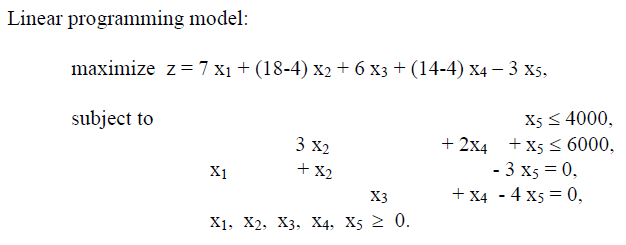 Linear programming model:
maximize z = 7 x₁ + (18-4) x₂ + 6 x₃ + (14-4) x₄ – 3 x₅,
subject to x₅ ≤ 4000,
3 x₂ + 2x₄ + x₅ ≤ 6000,
x₁ + x₂ - 3 x₅ = 0,
x₃ + x₄ - 4 x₅ = 0,
x₁, x₂, x₃, x₄, x₅ ≥ 0.